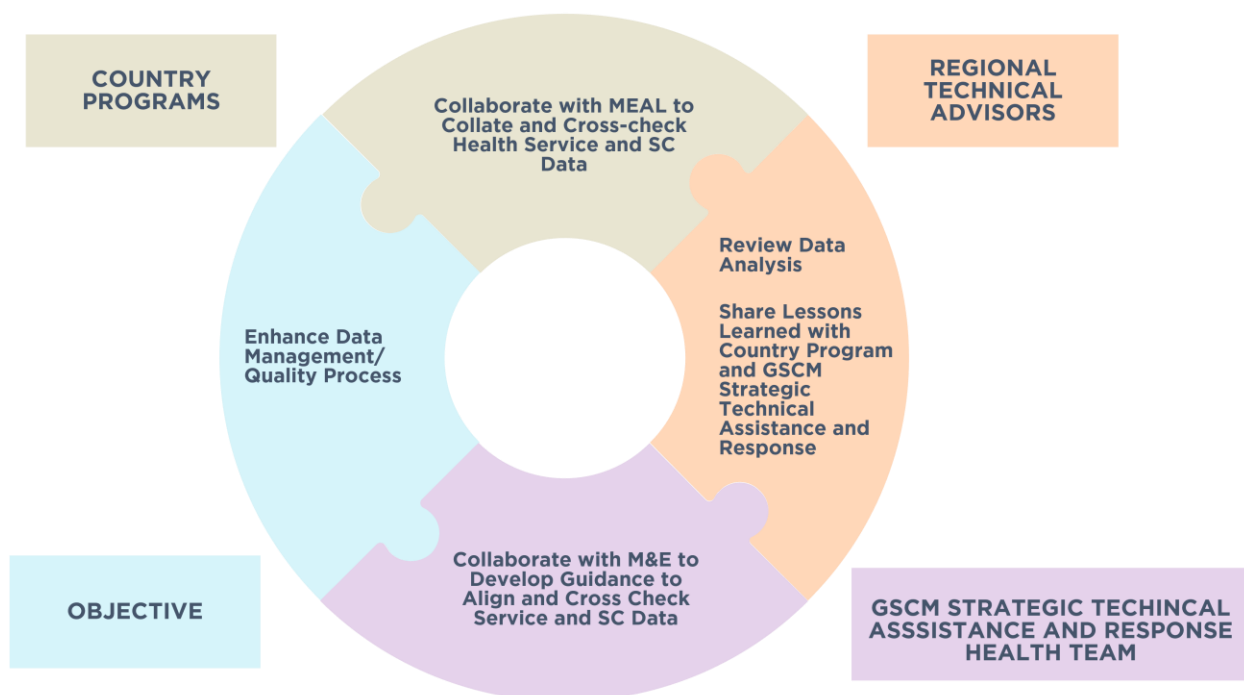 COUNTRY
PROGRAMS
Collaborate with MEAL to
Collate and Cross-check
Health Service and SC
Data
REGIONAL
TECHNICAL
ADVISORS
Review Data
Analysis
Share Lessons
Learned with
Country Program
and GSCM
Strategic
Technical
Assistance and
Response
Enhance Data
Management/
Quality Process
Collaborate with M&E to
Develop Guidance to
Align and Cross Check
Service and SC Data
OBJECTIVE
GSCM STRATEGIC TECHINCAL
ASSSISTANCE AND RESPONSE
HEALTH TEAM